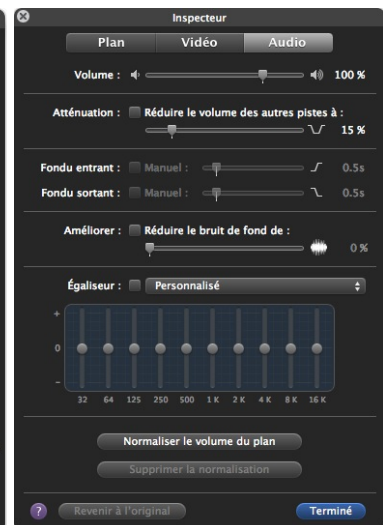 Inspecteur
Plan Vidéo Audio
Volume : 100 %
Atténuation : Réduire le volume des autres pistes à :
15 %
Fondu entrant : Manuel : 0.5s
Fondu sortant : Manuel : 0.5s
Améliorer : Réduire le bruit de fond de :
0 %
Égaliseur : Personnalisé
+
0
–
32 64 125 250 500 1 K 2 K 4 K 8 K 16 K
Normaliser le volume du plan
Supprimer la normalisation
? Revenir à l'original Terminé